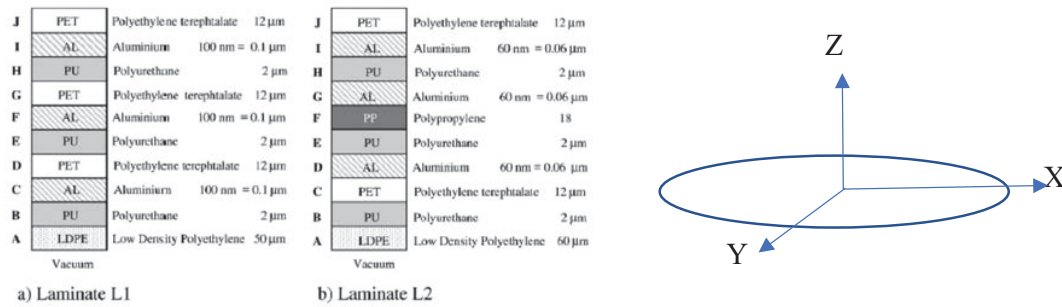 J PET Polyethylene terephtalate 12 μm
I AL Aluminium 100 nm = 0.1 μm
H PU Polyurethane 2 μm
G PET Polyethylene terephtalate 12 μm
F AL Aluminium 100 nm = 0.1 μm
E PU Polyurethane 2 μm
D PET Polyethylene terephtalate 12 μm
C AL Aluminium 100 nm = 0.1 μm
B PU Polyurethane 2 μm
A LDPE Low Density Polyethylene 50 μm
Vacuum
a) Laminate L1
J PET Polyethylene terephtalate 12 μm
I AL Aluminium 60 nm = 0.06 μm
H PU Polyurethane 2 μm
G AL Aluminium 60 nm = 0.06 μm
F PP Polypropylene 18
E PU Polyurethane 2 μm
D AL Aluminium 60 nm = 0.06 μm
C PET Polyethylene terephtalate 12 μm
B PU Polyurethane 2 μm
A LDPE Low Density Polyethylene 60 μm
Vacuum
b) Laminate L2
Z
X
Y